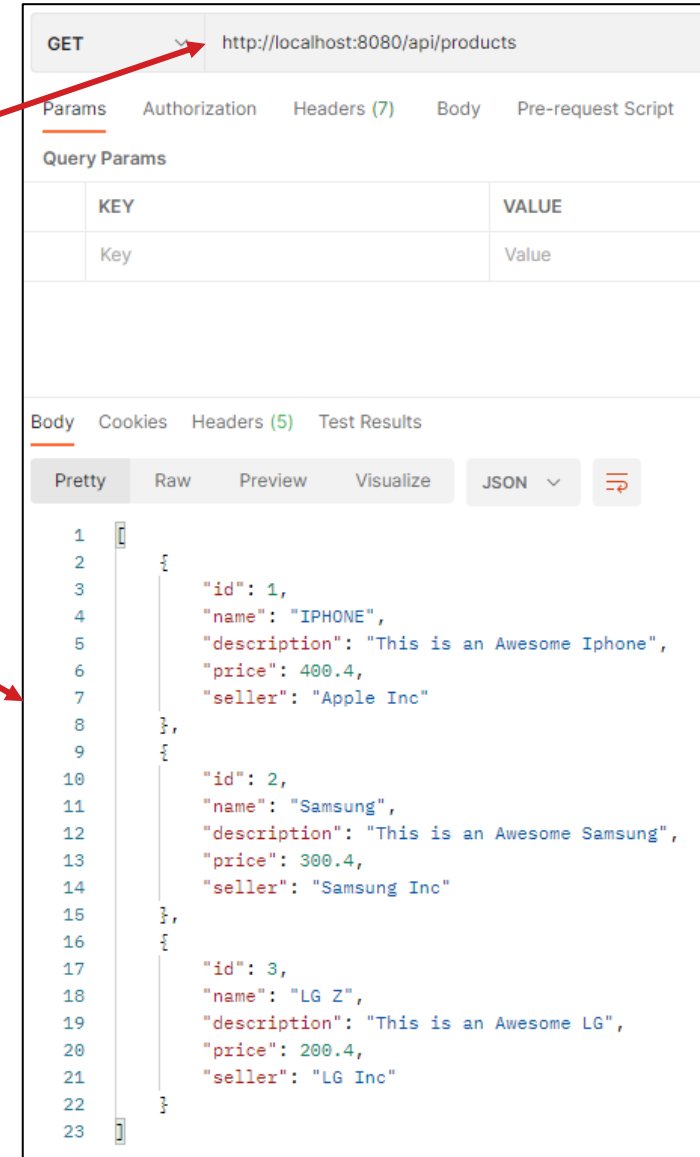 GET http://localhost:8080/api/products
Params Authorization Headers (7) Body Pre-request Script
Query Params
KEY VALUE
Key Value
Body Cookies Headers (5) Test Results
Pretty Raw Preview Visualize JSON
1 [
2 {
3 "id": 1,
4 "name": "IPHONE",
5 "description": "This is an Awesome Iphone",
6 "price": 400.4,
7 "seller": "Apple Inc"
8 },
9 {
10 "id": 2,
11 "name": "Samsung",
12 "description": "This is an Awesome Samsung",
13 "price": 300.4,
14 "seller": "Samsung Inc"
15 },
16 {
17 "id": 3,
18 "name": "LG Z",
19 "description": "This is an Awesome LG",
20 "price": 200.4,
21 "seller": "LG Inc"
22 }
23 ]